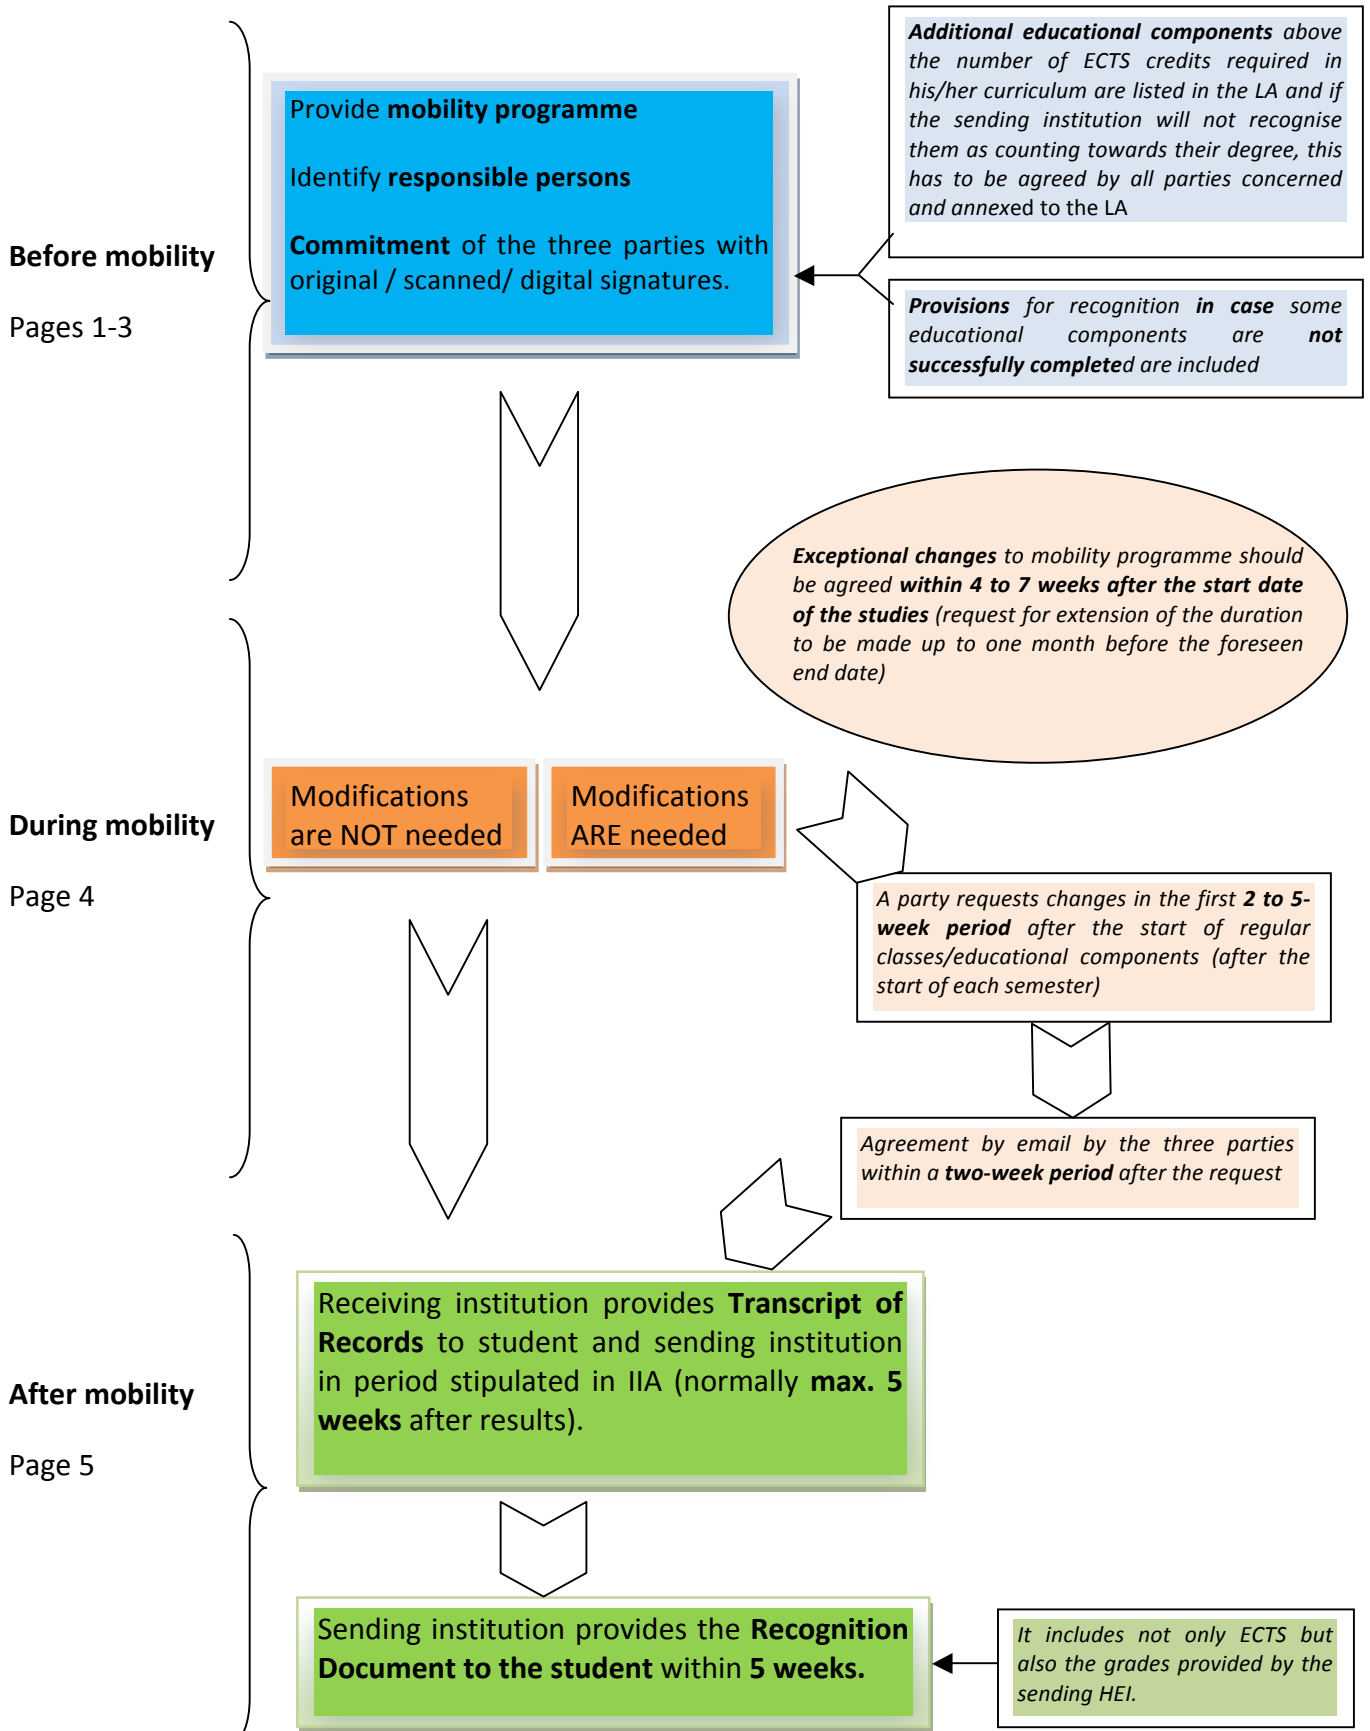 Before mobility
Pages 1-3
Provide mobility programme
Identify responsible persons
Commitment of the three parties with
original / scanned/ digital signatures.
Additional educational components above
the number of ECTS credits required in
his/her curriculum are listed in the LA and if
the sending institution will not recognise
them as counting towards their degree, this
has to be agreed by all parties concerned
and annexed to the LA
Provisions for recognition in case some
educational components are not
successfully completed are included
Exceptional changes to mobility programme should
be agreed within 4 to 7 weeks after the start date
of the studies (request for extension of the duration
to be made up to one month before the foreseen
end date)
During mobility
Page 4
Modifications
are NOT needed
Modifications
ARE needed
A party requests changes in the first 2 to 5-
week period after the start of regular
classes/educational components (after the
start of each semester)
Agreement by email by the three parties
within a two-week period after the request
After mobility
Page 5
Receiving institution provides Transcript of
Records to student and sending institution
in period stipulated in IIA (normally max. 5
weeks after results).
Sending institution provides the Recognition
Document to the student within 5 weeks.
It includes not only ECTS but
also the grades provided by the
sending HEI.